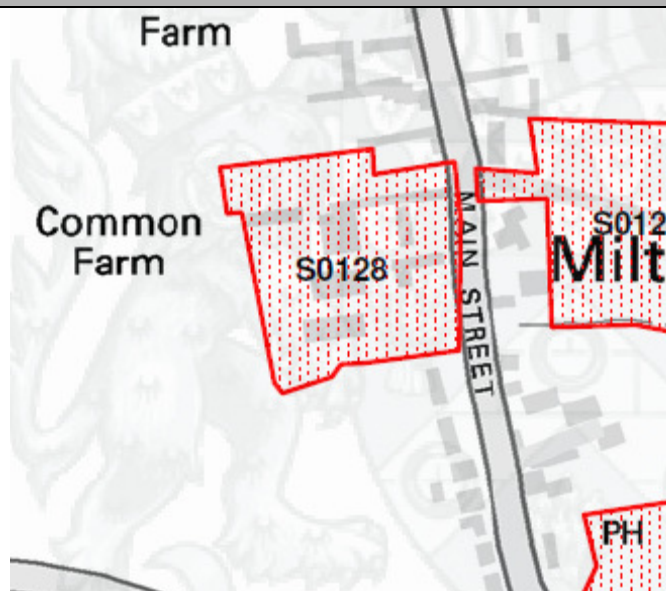 Farm
Common
Farm
S0128
MAIN STREET
S012
Milt
PH